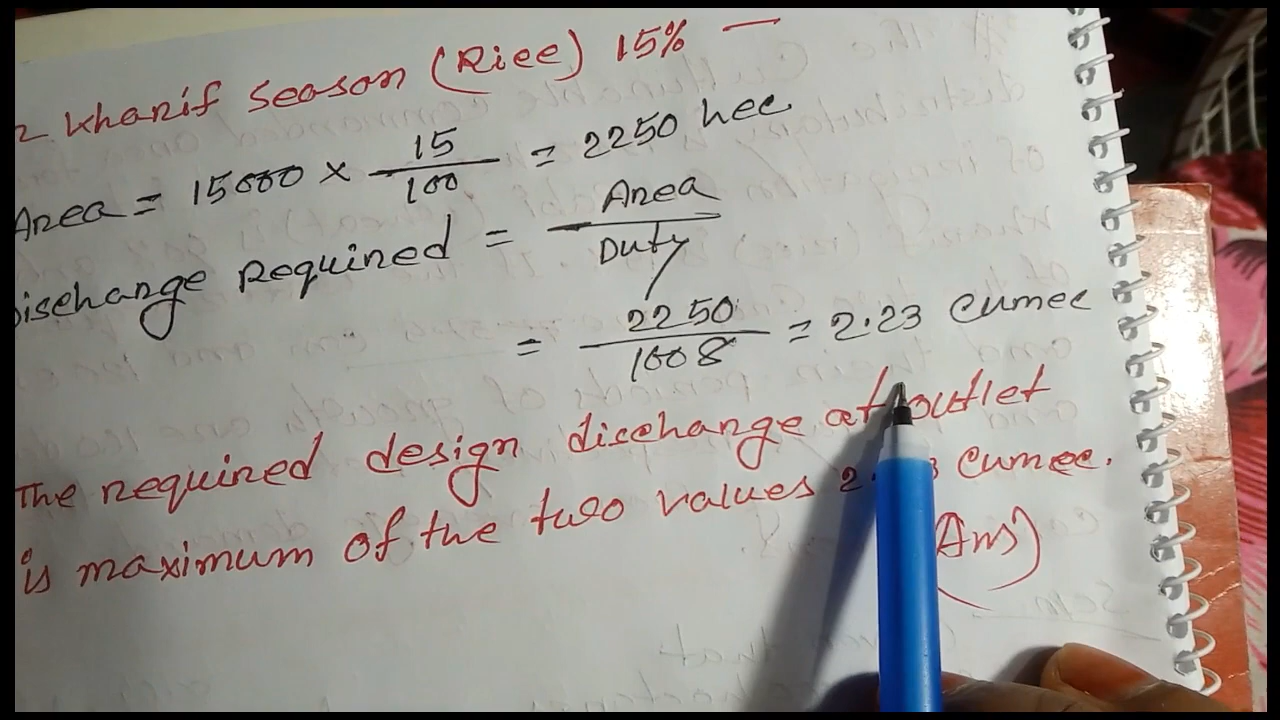 2 Kharif Season (Rice) 15% —
Area = 15000 × 15/100 = 2250 hec
Discharge Required = Area/Duty
= 2250/1008 = 2.23 Cumec
The required design discharge at outlet
is maximum of the two values 2. 3 Cumec.
(Ans)